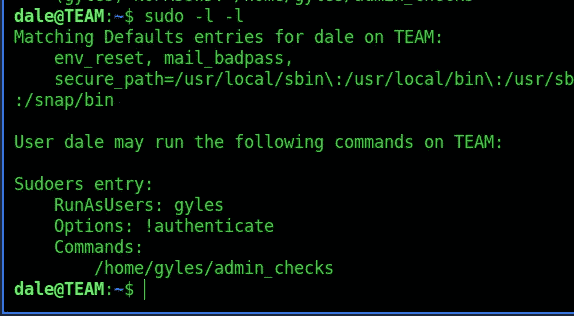 dale@TEAM:~$ sudo -l -l
Matching Defaults entries for dale on TEAM:
    env_reset, mail_badpass,
    secure_path=/usr/local/sbin\:/usr/local/bin\:/usr/sb
:/snap/bin
User dale may run the following commands on TEAM:
Sudoers entry:
    RunAsUsers: gyles
    Options: !authenticate
    Commands:
        /home/gyles/admin_checks
dale@TEAM:~$